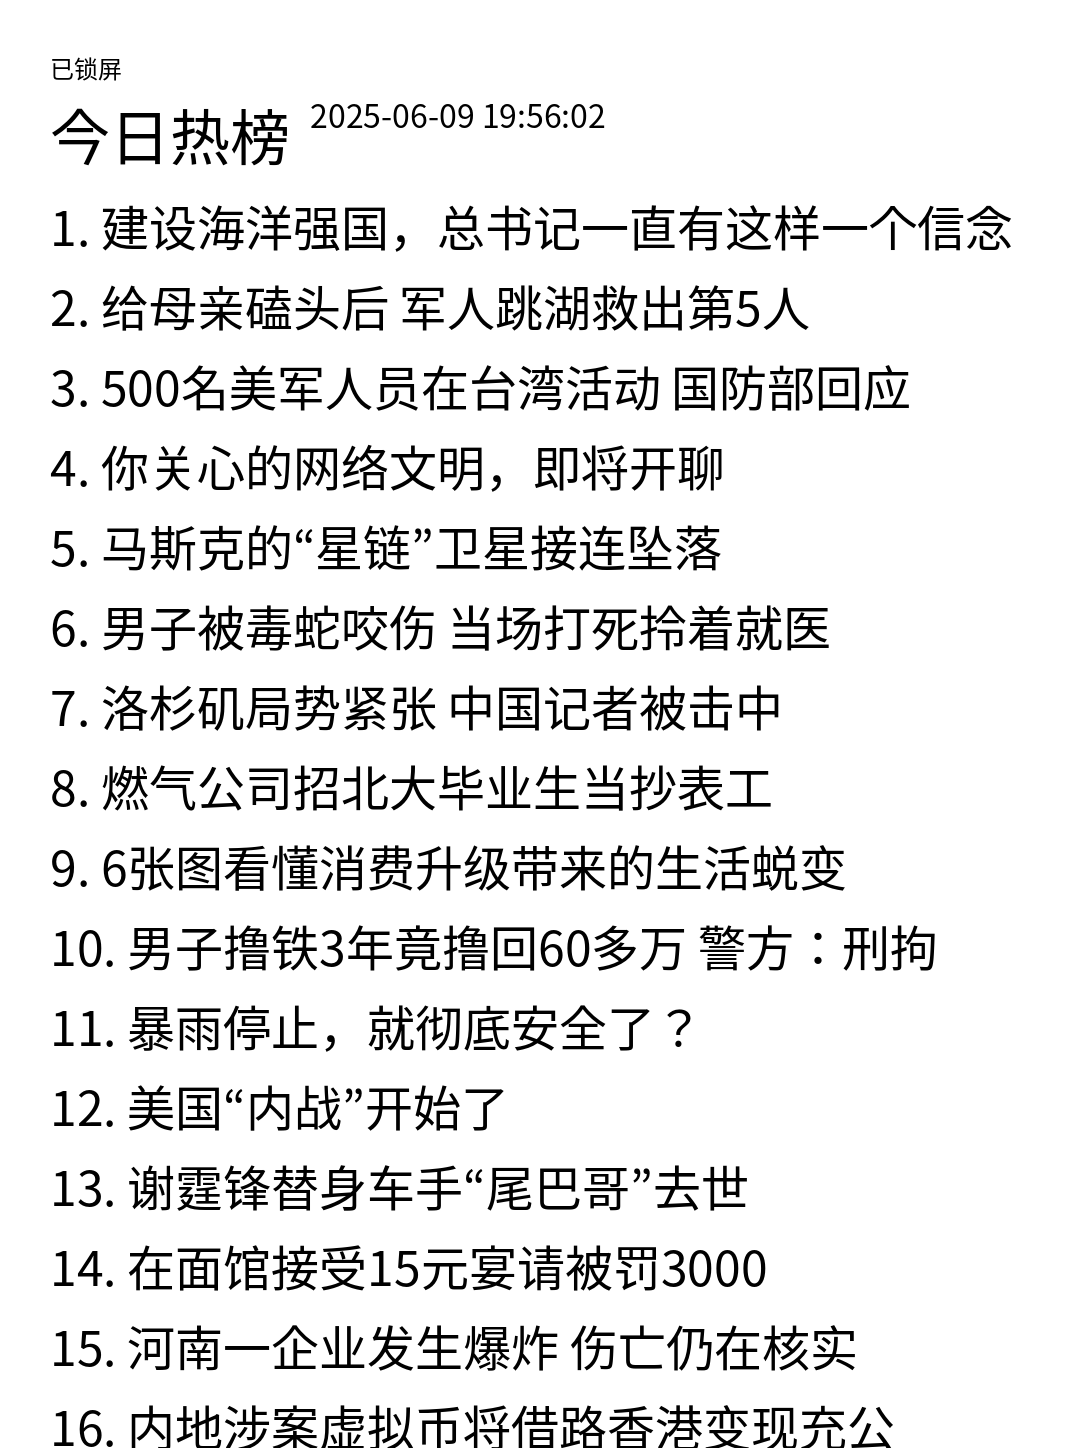 已锁屏
今日热榜 2025-06-09 19:56:02
1. 建设海洋强国，总书记一直有这样一个信念
2. 给母亲磕头后 军人跳湖救出第5人
3. 500名美军人员在台湾活动 国防部回应
4. 你关心的网络文明，即将开聊
5. 马斯克的“星链”卫星接连坠落
6. 男子被毒蛇咬伤 当场打死拎着就医
7. 洛杉矶局势紧张 中国记者被击中
8. 燃气公司招北大毕业生当抄表工
9. 6张图看懂消费升级带来的生活蜕变
10. 男子撸铁3年竟撸回60多万 警方：刑拘
11. 暴雨停止，就彻底安全了？
12. 美国“内战”开始了
13. 谢霆锋替身车手“尾巴哥”去世
14. 在面馆接受15元宴请被罚3000
15. 河南一企业发生爆炸 伤亡仍在核实
16. 内地涉案虚拟币将借路香港变现充公